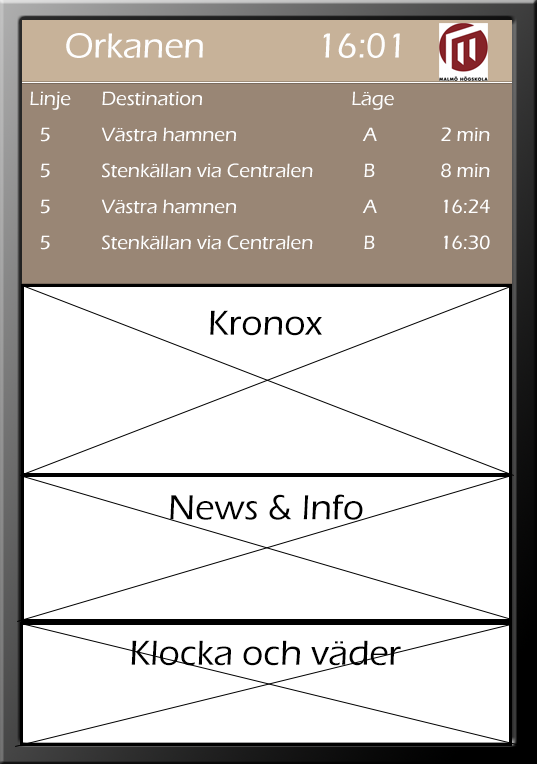 Orkanen 16:01
MALMÖ HÖGSKOLA
Linje Destination Läge
5 Västra hamnen A 2 min
5 Stenkällan via Centralen B 8 min
5 Västra hamnen A 16:24
5 Stenkällan via Centralen B 16:30
Kronox
News & Info
Klocka och väder